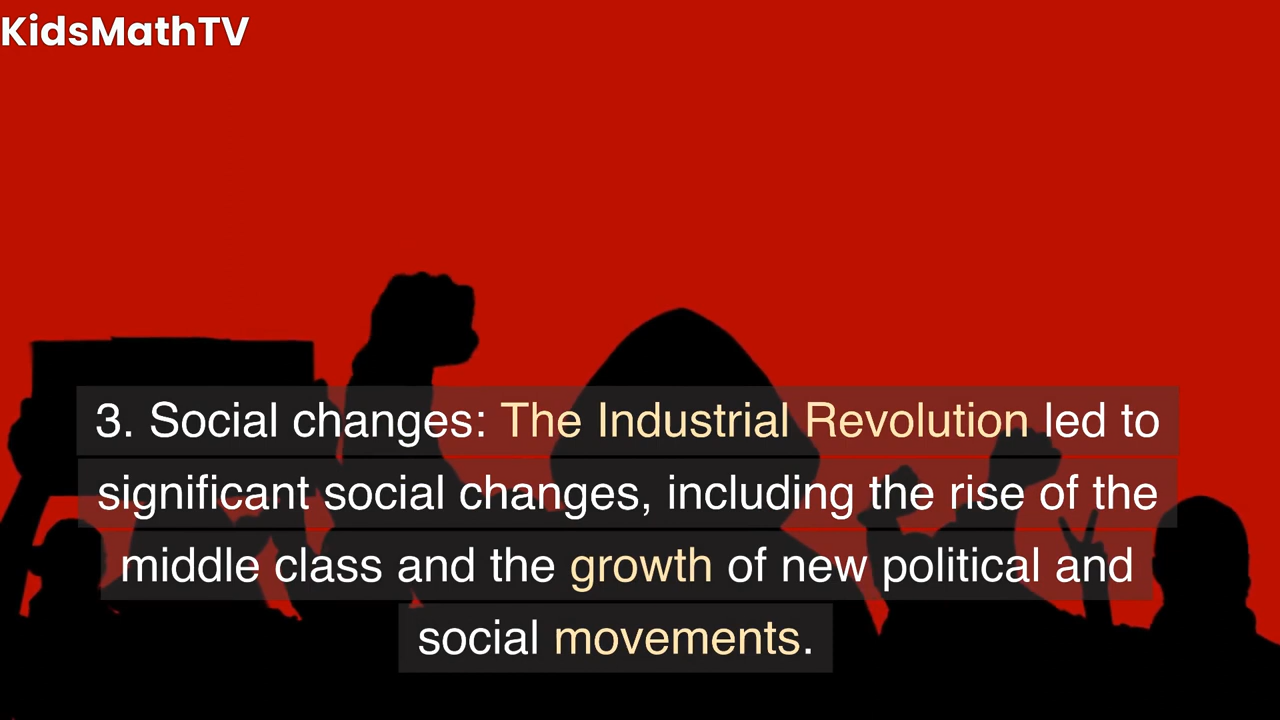 KidsMathTV
3. Social changes: The Industrial Revolution led to
significant social changes, including the rise of the
middle class and the growth of new political and
social movements.